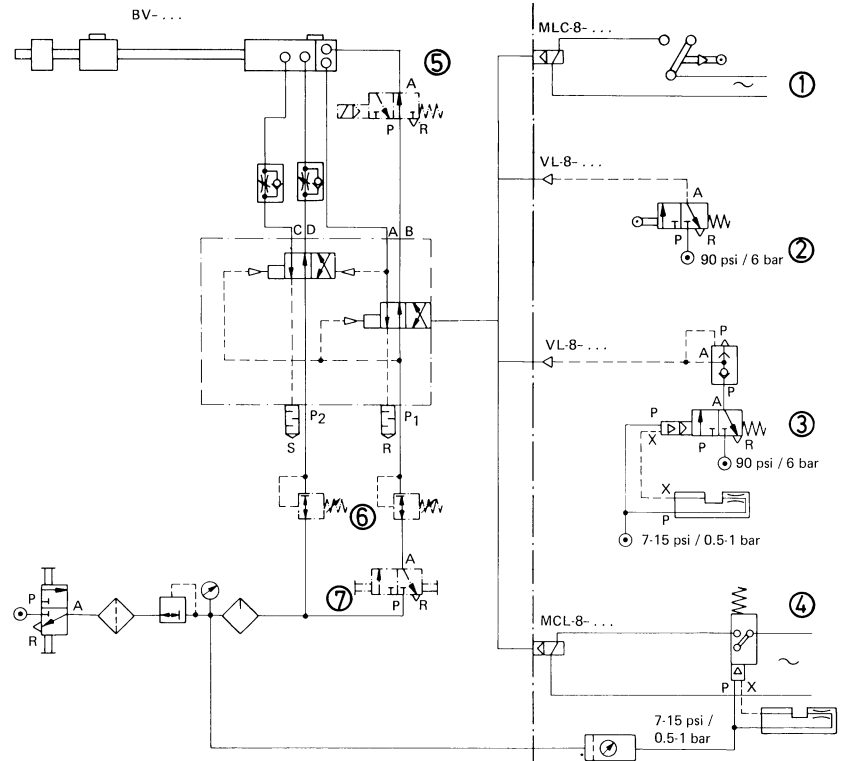 BV-...
MLC-8-...
⑤
A
①
~
P
R
VL-8-...
A
P
R
②
90 psi / 6 bar
C D
A B
P
VL-8-...
A
P
A
P
③
X
R
90 psi / 6 bar
X
P
7-15 psi / 0.5-1 bar
P2
P1
S
R
⑥
⑦
A
P
R
P
A
R
MCL-8-...
④
~
P
X
7-15 psi /
0.5-1 bar